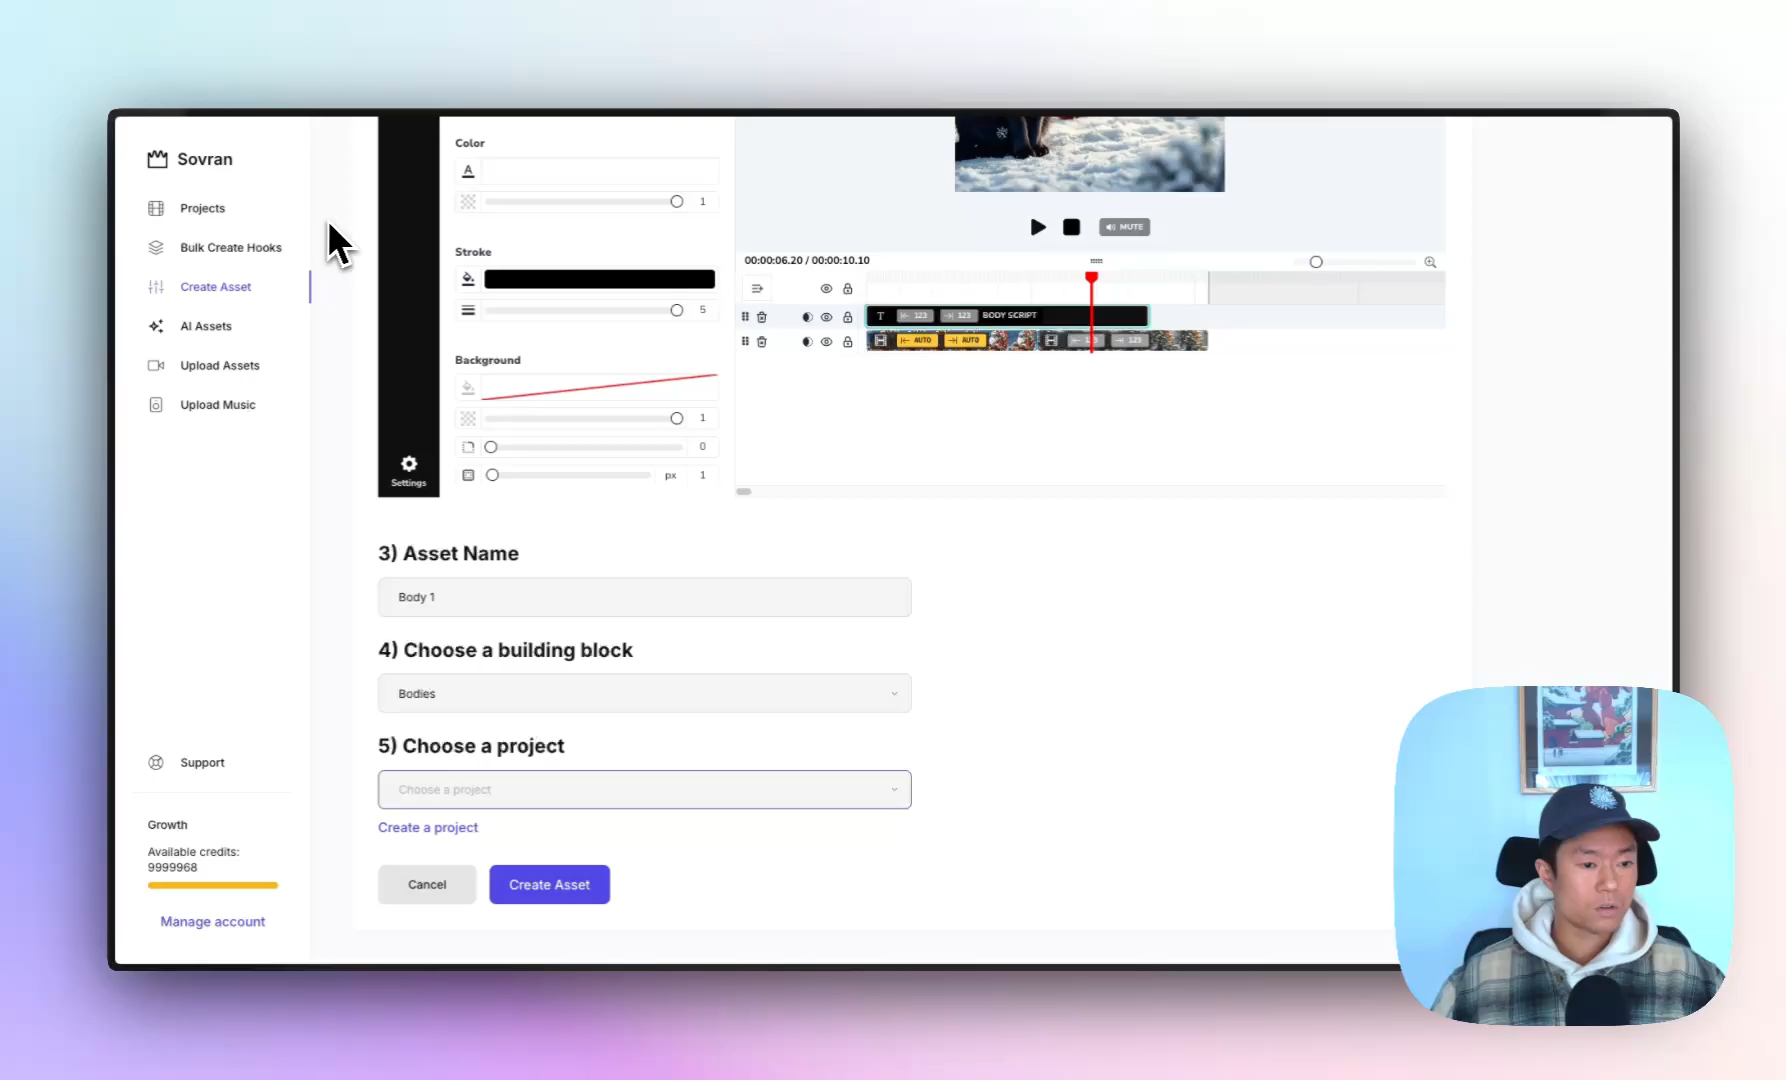 Sovran
Projects
Bulk Create Hooks
Create Asset
AI Assets
Upload Assets
Upload Music
Support
Growth
Available credits:
9999968
Manage account
Settings
Color
A
1
Stroke
5
Background
1
0
px 1
MUTE
00:00:06.20 / 00:00:10.10
T 123 123 BODY SCRIPT
AUTO AUTO 123
3) Asset Name
Body 1
4) Choose a building block
Bodies
5) Choose a project
Choose a project
Create a project
Cancel
Create Asset